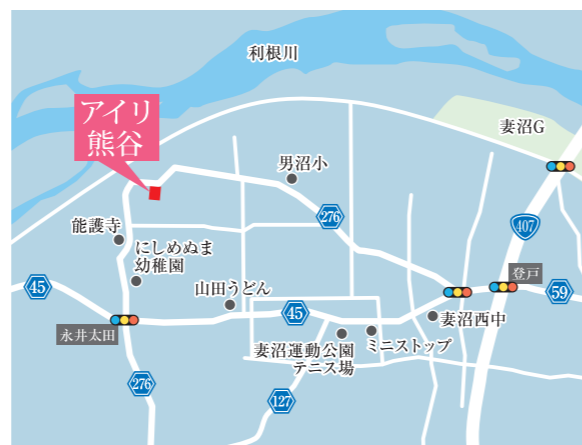 利根川
妻沼G
アイリ
熊谷
男沼小
276
407
能護寺
にしめぬま
幼稚園
登戸
45
山田うどん
45
59
永井太田
妻沼西中
妻沼運動公園
テニス場
ミニストップ
276
127